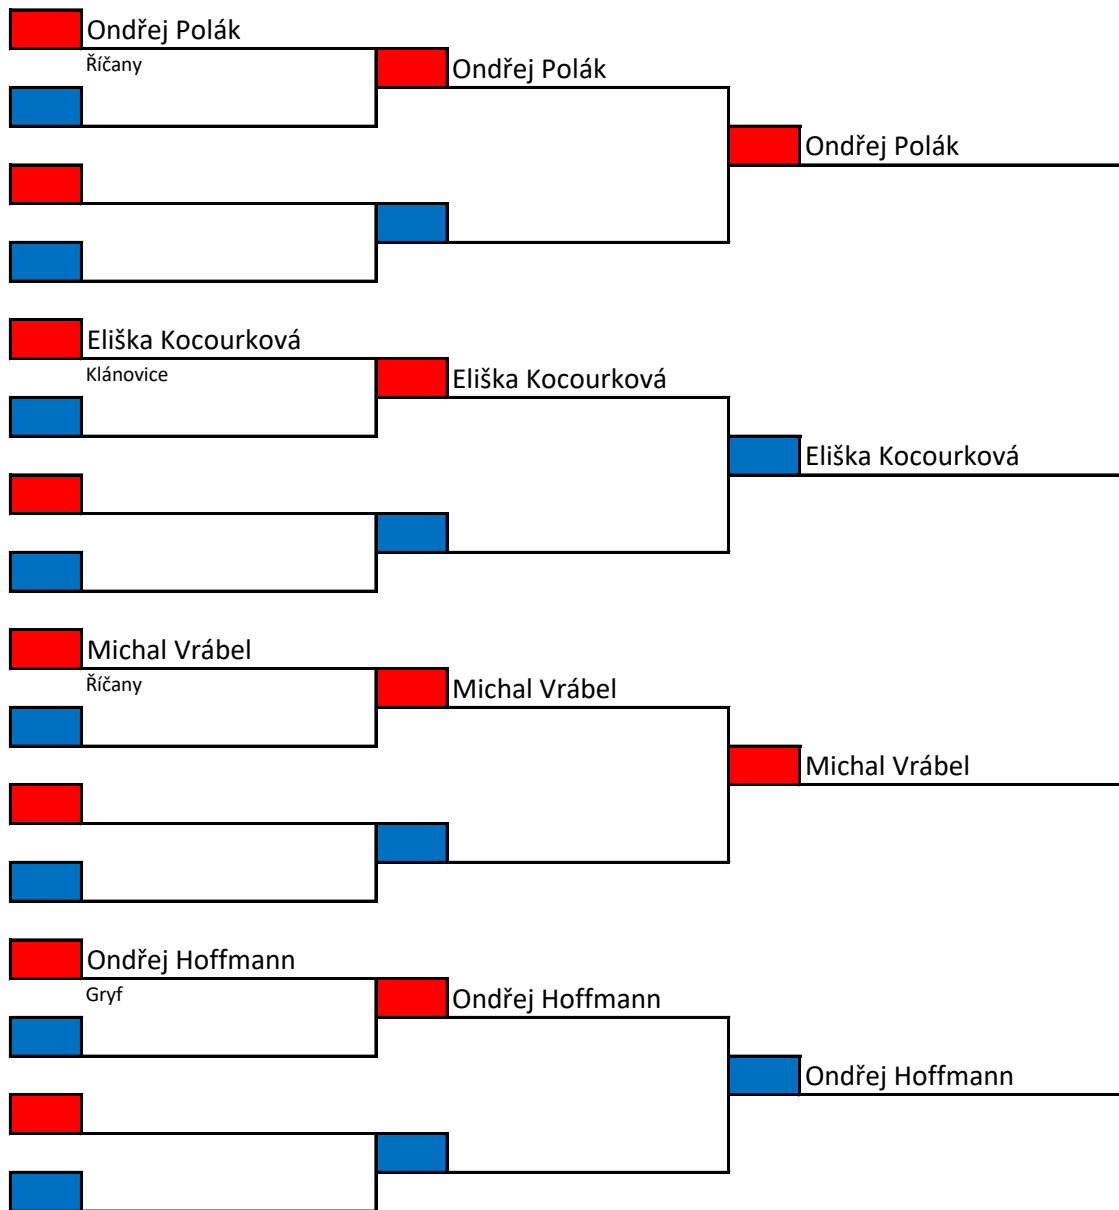 Ondřej Polák
Říčany
Ondřej Polák
Ondřej Polák
Eliška Kocourková
Klánovice
Eliška Kocourková
Eliška Kocourková
Michal Vrábel
Říčany
Michal Vrábel
Michal Vrábel
Ondřej Hoffmann
Gryf
Ondřej Hoffmann
Ondřej Hoffmann